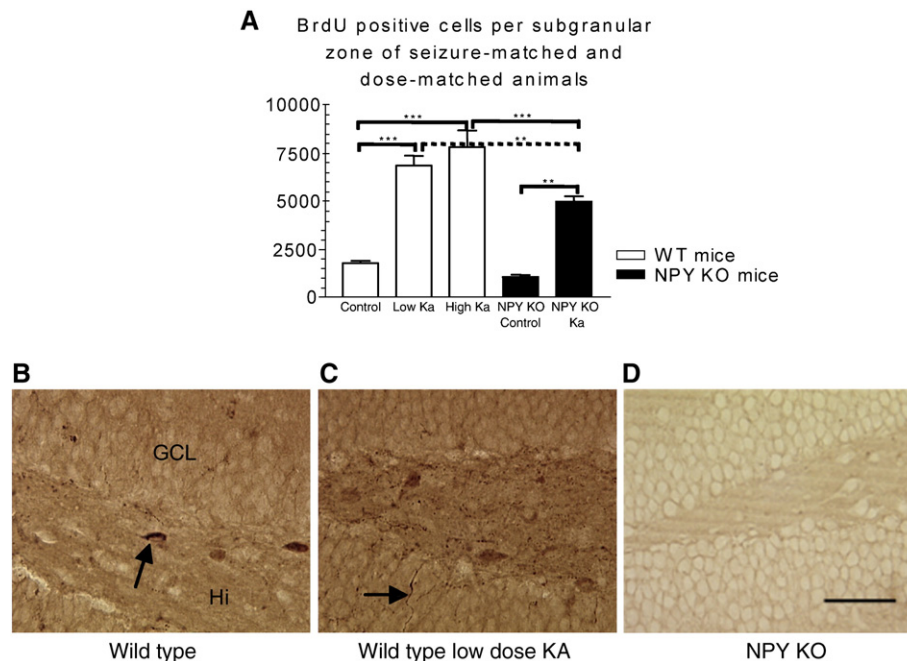 A
BrdU positive cells per subgranular
zone of seizure-matched and
dose-matched animals
10000
7500
5000
2500
0
***
***
***
**
**
Control
Low Ka
High Ka
NPY KO
Control
NPY KO
Ka
WT mice
NPY KO mice
B
GCL
Hi
Wild type
C
Wild type low dose KA
D
NPY KO